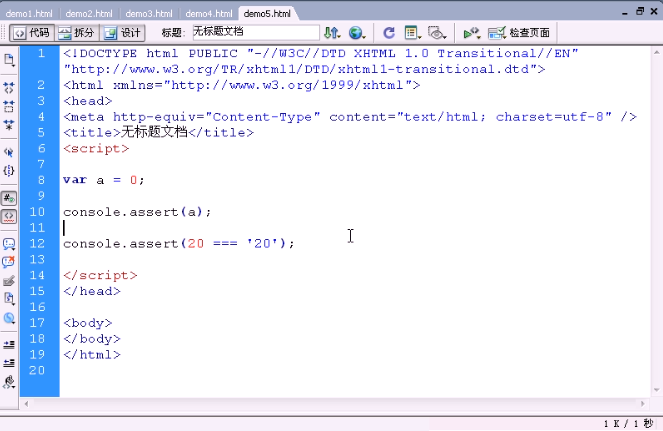 demo1.html demo2.html demo3.html demo4.html demo5.html
代码 拆分 设计 标题: 无标题文档 检查页面
1 <!DOCTYPE html PUBLIC "-//W3C//DTD XHTML 1.0 Transitional//EN"
"http://www.w3.org/TR/xhtml1/DTD/xhtml1-transitional.dtd">
2 <html xmlns="http://www.w3.org/1999/xhtml">
3 <head>
4 <meta http-equiv="Content-Type" content="text/html; charset=utf-8" />
5 <title>无标题文档</title>
6 <script>
7
8 var a = 0;
9
10 console.assert(a);
11
12 console.assert(20 === '20');
13
14 </script>
15 </head>
16
17 <body>
18 </body>
19 </html>
20
1 K / 1 秒